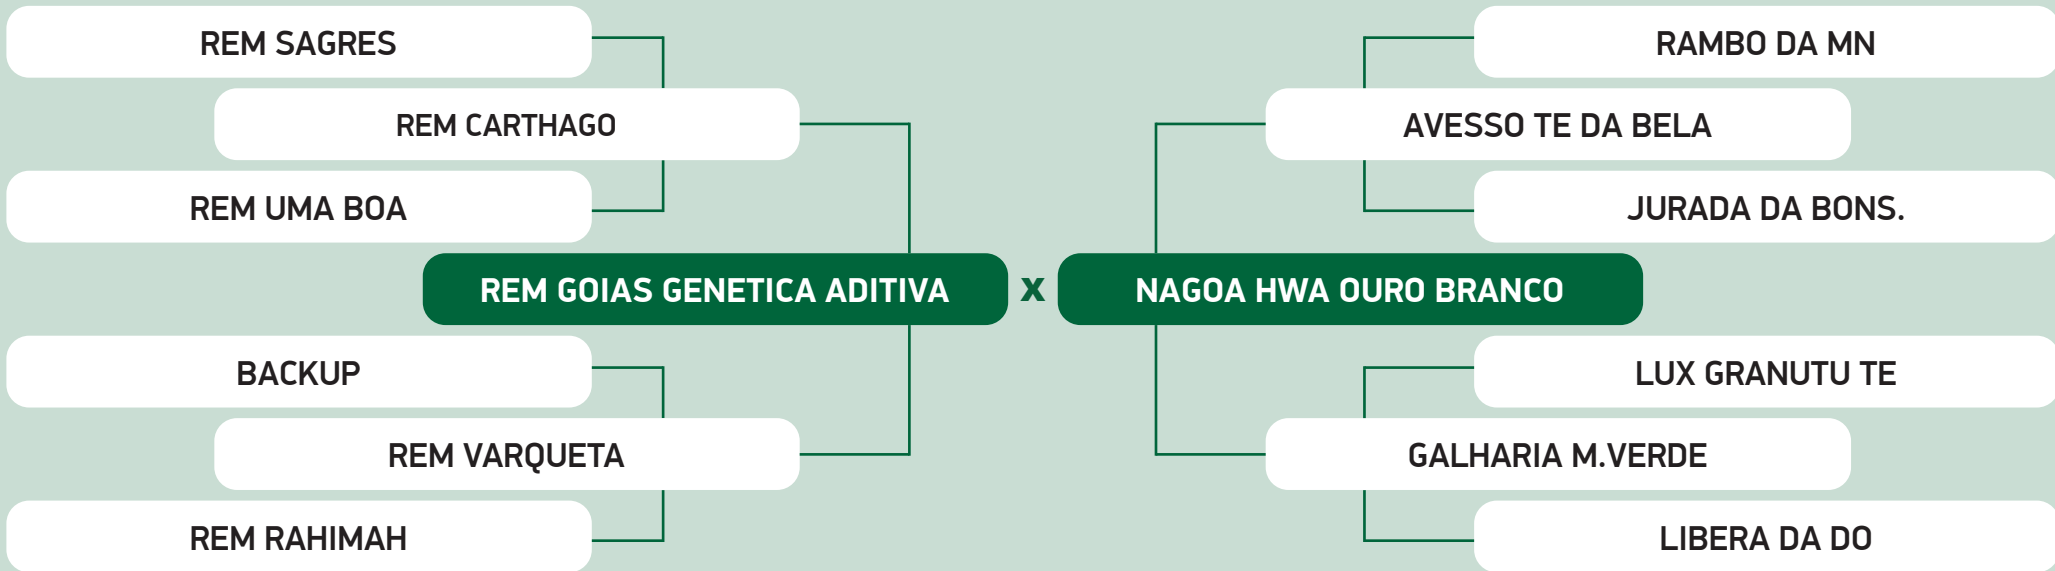 REM SAGRES
RAMBO DA MN
REM CARTHAGO
AVESSO TE DA BELA
REM UMA BOA
JURADA DA BONS.
REM GOIAS GENETICA ADITIVA x NAGOA HWA OURO BRANCO
BACKUP
LUX GRANUTU TE
REM VARQUETA
GALHARIA M.VERDE
REM RAHIMAH
LIBERA DA DO